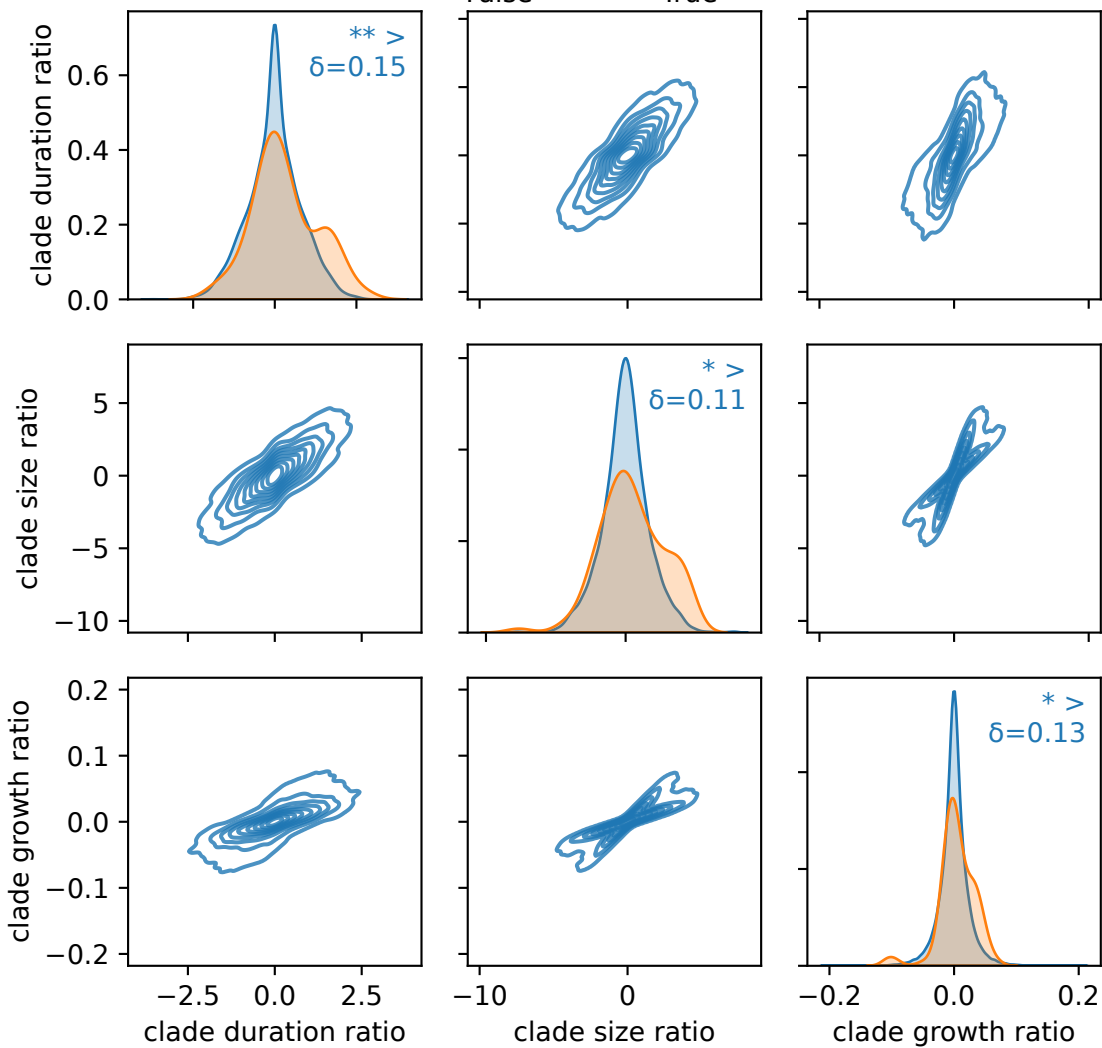 True
clade duration ratio
0.6
0.4
0.2
0.0
** >
δ=0.15
clade size ratio
5
0
−5
−10
* >
δ=0.11
clade growth ratio
0.2
0.1
0.0
−0.1
−0.2
* >
δ=0.13
−2.5 0.0 2.5
−10 0
−0.2 0.0 0.2
clade duration ratio
clade size ratio
clade growth ratio